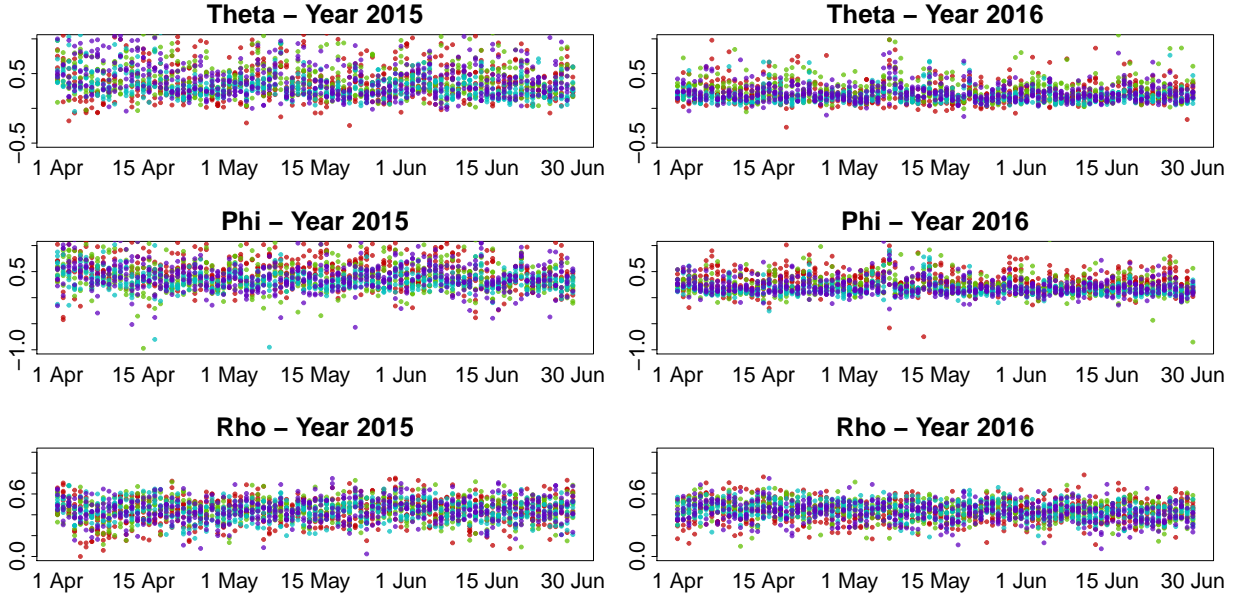 Theta – Year 2015
0.5
−0.5
1 Apr 15 Apr 1 May 15 May 1 Jun 15 Jun 30 Jun
Theta – Year 2016
0.5
−0.5
1 Apr 15 Apr 1 May 15 May 1 Jun 15 Jun 30 Jun
Phi – Year 2015
0.5
−1.0
1 Apr 15 Apr 1 May 15 May 1 Jun 15 Jun 30 Jun
Phi – Year 2016
0.5
−1.0
1 Apr 15 Apr 1 May 15 May 1 Jun 15 Jun 30 Jun
Rho – Year 2015
0.6
0.0
1 Apr 15 Apr 1 May 15 May 1 Jun 15 Jun 30 Jun
Rho – Year 2016
0.6
0.0
1 Apr 15 Apr 1 May 15 May 1 Jun 15 Jun 30 Jun